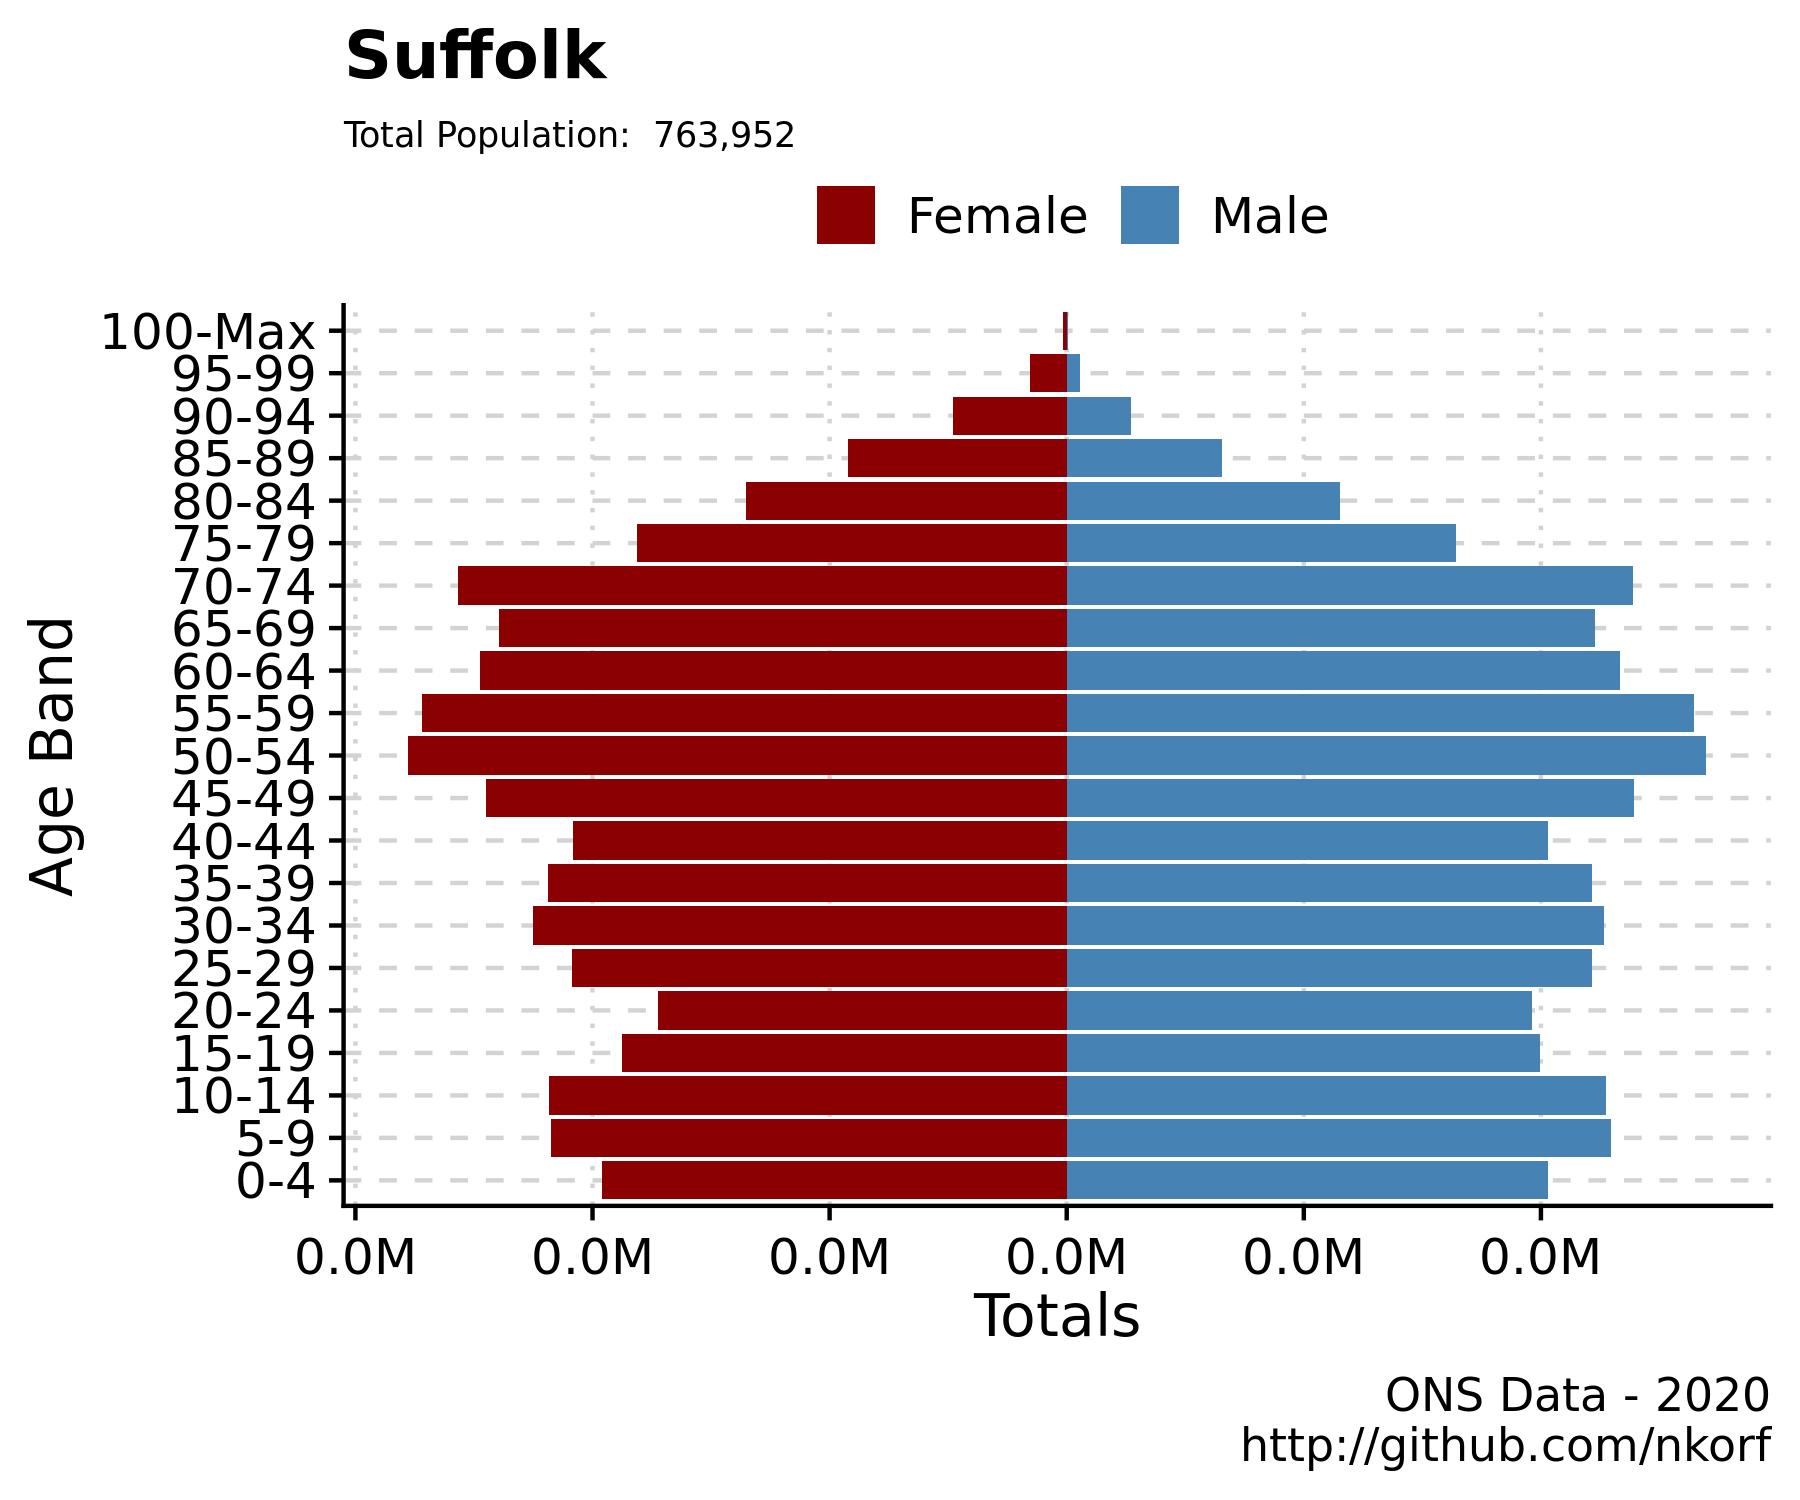 Suffolk
Total Population:  763,952
Female
Male
Age Band
100-Max
95-99
90-94
85-89
80-84
75-79
70-74
65-69
60-64
55-59
50-54
45-49
40-44
35-39
30-34
25-29
20-24
15-19
10-14
5-9
0-4
0.0M 0.0M 0.0M 0.0M 0.0M 0.0M
Totals
ONS Data - 2020
http://github.com/nkorf